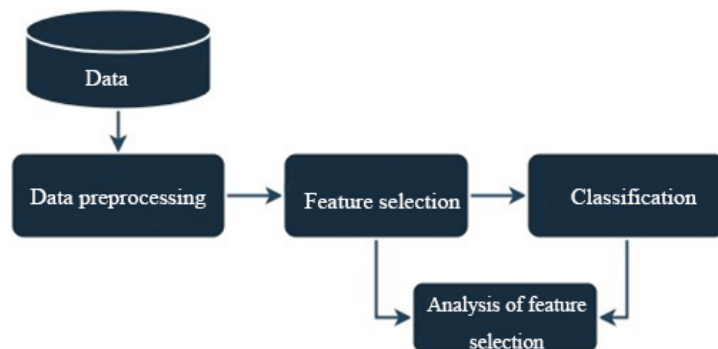 Data
Data preprocessing
Feature selection
Classification
Analysis of feature
selection